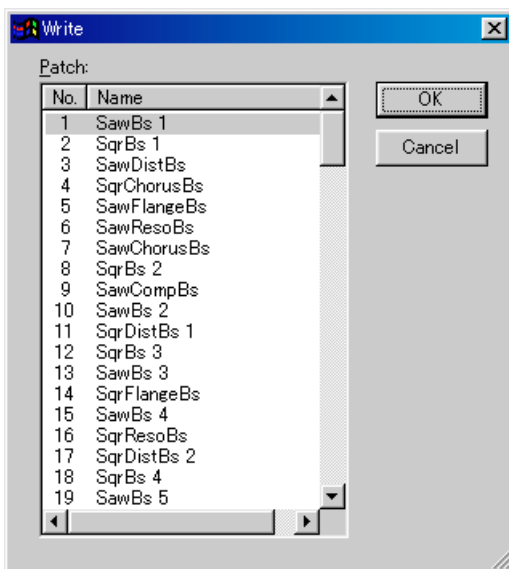 Write
Patch:
No. Name
1 SawBs 1
2 SqrBs 1
3 SawDistBs
4 SqrChorusBs
5 SawFlangeBs
6 SawResoBs
7 SawChorusBs
8 SqrBs 2
9 SawCompBs
10 SawBs 2
11 SqrDistBs 1
12 SqrBs 3
13 SawBs 3
14 SqrFlangeBs
15 SawBs 4
16 SqrResoBs
17 SqrDistBs 2
18 SqrBs 4
19 SawBs 5
OK
Cancel